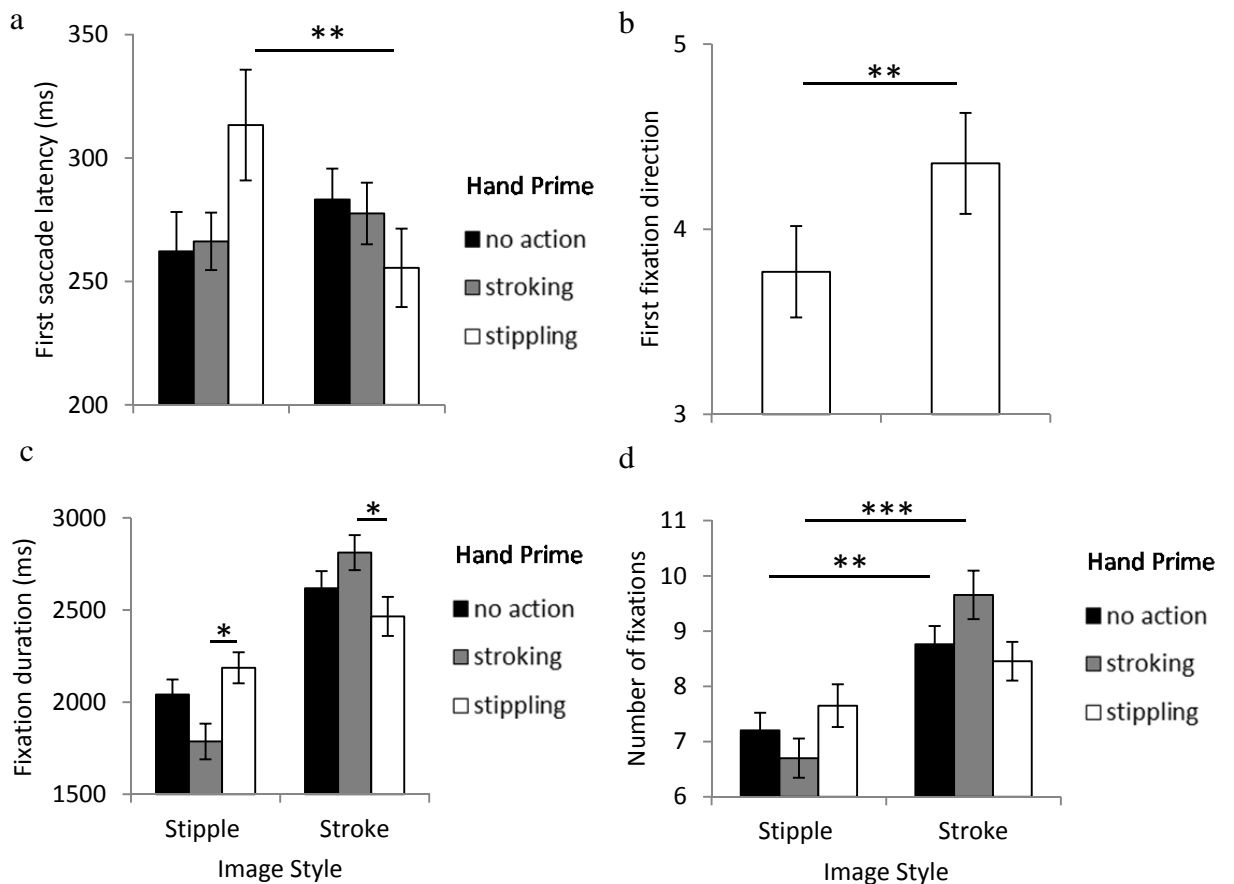 a
350
300
250
200
First saccade latency (ms)
**
Hand Prime
no action
stroking
stippling
b
5
4
3
First fixation direction
**
c
3000
2500
2000
1500
Fixation duration (ms)
*
*
Hand Prime
no action
stroking
stippling
Stipple Stroke
Image Style
d
11
10
9
8
7
6
Number of fixations
***
**
Hand Prime
no action
stroking
stippling
Stipple Stroke
Image Style